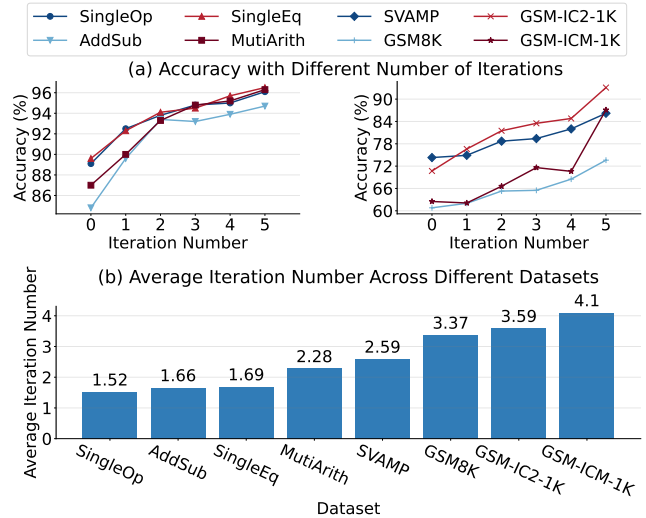 SingleOp SingleEq SVAMP GSM-IC2-1K
AddSub MutiArith GSM8K GSM-ICM-1K
(a) Accuracy with Different Number of Iterations
Accuracy (%)
96
94
92
90
88
86
0 1 2 3 4 5
Iteration Number
Accuracy (%)
90
84
78
72
66
60
0 1 2 3 4 5
Iteration Number
(b) Average Iteration Number Across Different Datasets
Average Iteration Number
4
3
2
1
0
1.52 1.66 1.69 2.28 2.59 3.37 3.59 4.1
SingleOp AddSub SingleEq MutiArith SVAMP GSM8K GSM-IC2-1K GSM-ICM-1K
Dataset